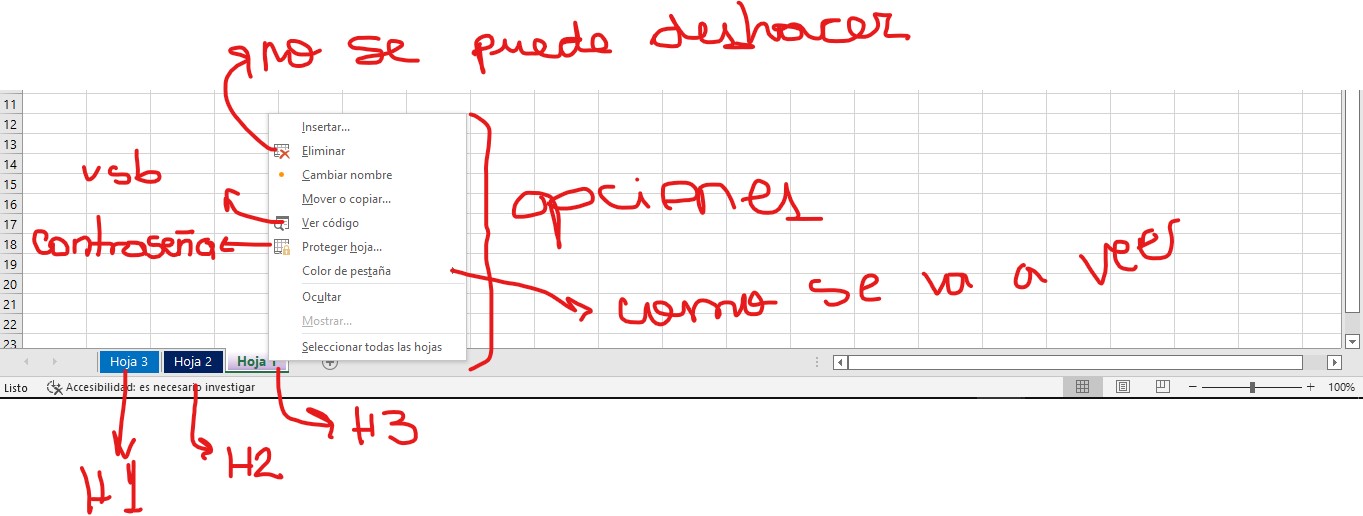 no se puede deshacer
11
12
13
14
15
16
17
18
19
20
21
22
23
Insertar...
Eliminar
Cambiar nombre
Mover o copiar...
Ver código
Proteger hoja...
Color de pestaña
Ocultar
Mostrar...
Seleccionar todas las hojas
vsb
contraseña
opciones
como se va a veer
Hoja 3 Hoja 2 Hoja 1
Listo Accesibilidad: es necesario investigar 100%
H1
H2
H3